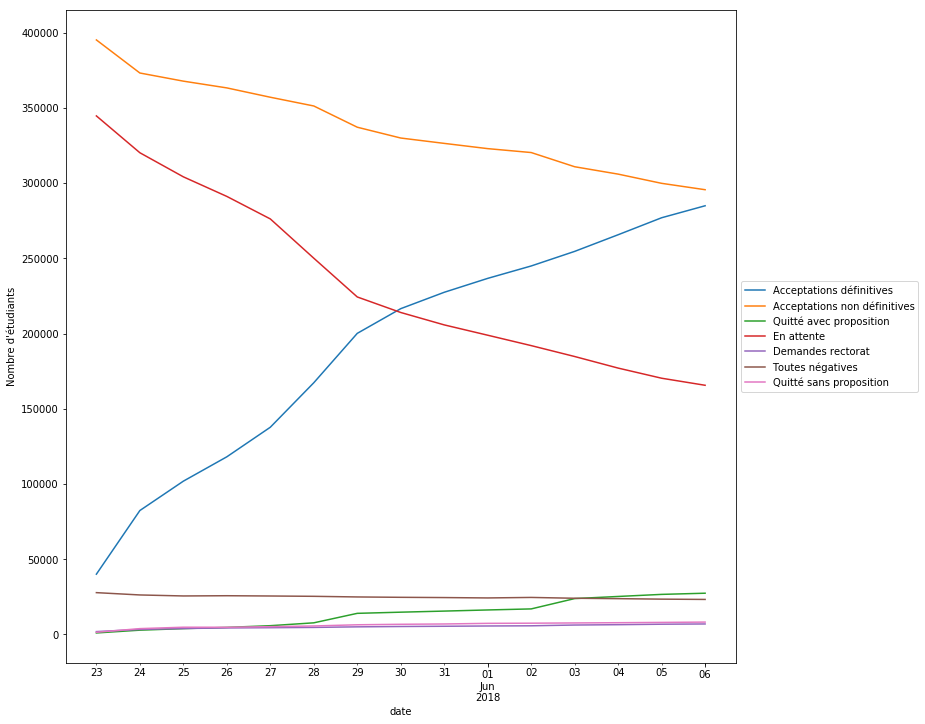 400000
350000
300000
250000
200000
150000
100000
50000
0
Nombre d'étudiants
23 24 25 26 27 28 29 30 31 01 02 03 04 05 06
Jun
2018
date
Acceptations définitives
Acceptations non définitives
Quitté avec proposition
En attente
Demandes rectorat
Toutes négatives
Quitté sans proposition